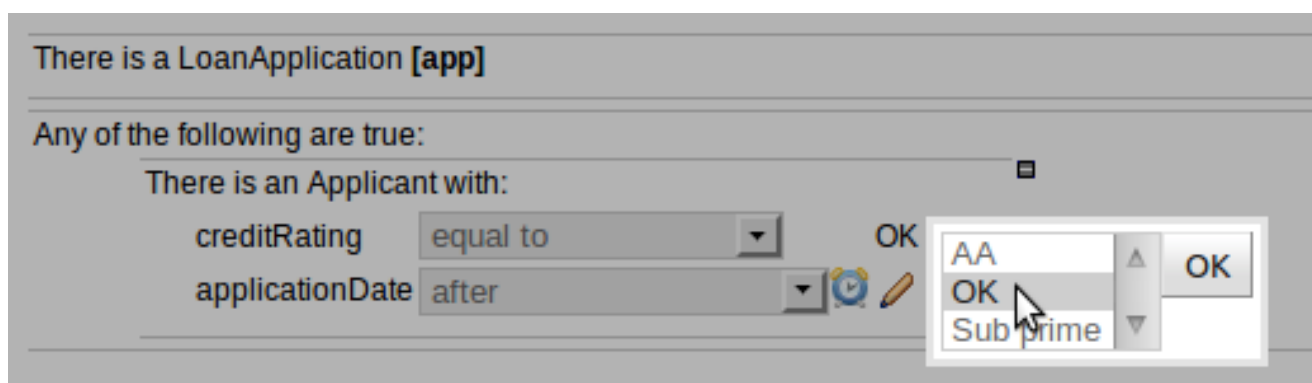 There is a LoanApplication [app]
Any of the following are true:
There is an Applicant with:
creditRating equal to OK
AA
OK
Sub prime
OK
applicationDate after